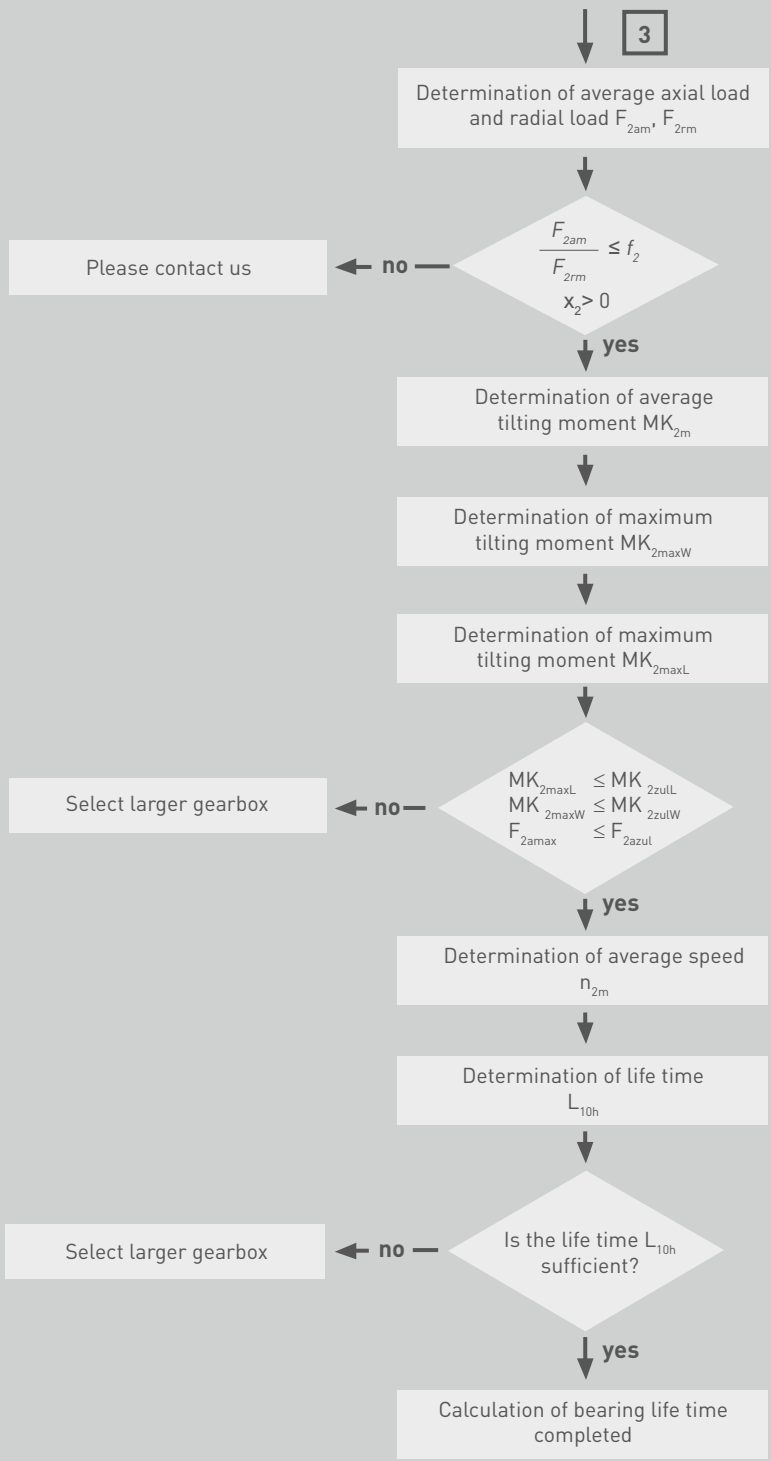 3
Determination of average axial load
and radial load F₂ₐₘ, F₂ᵣₘ
F₂ₐₘ
F₂ᵣₘ
≤ f₂
x₂> 0
no
Please contact us
yes
Determination of average
tilting moment MK₂ₘ
Determination of maximum
tilting moment MK₂maxW
Determination of maximum
tilting moment MK₂maxL
MK₂maxL ≤ MK ₂zulL
MK ₂maxW ≤ MK ₂zulW
F₂amax ≤ F₂azul
no
Select larger gearbox
yes
Determination of average speed
n₂ₘ
Determination of life time
L₁₀ₕ
Is the life time L₁₀ₕ
sufficient?
no
Select larger gearbox
yes
Calculation of bearing life time
completed